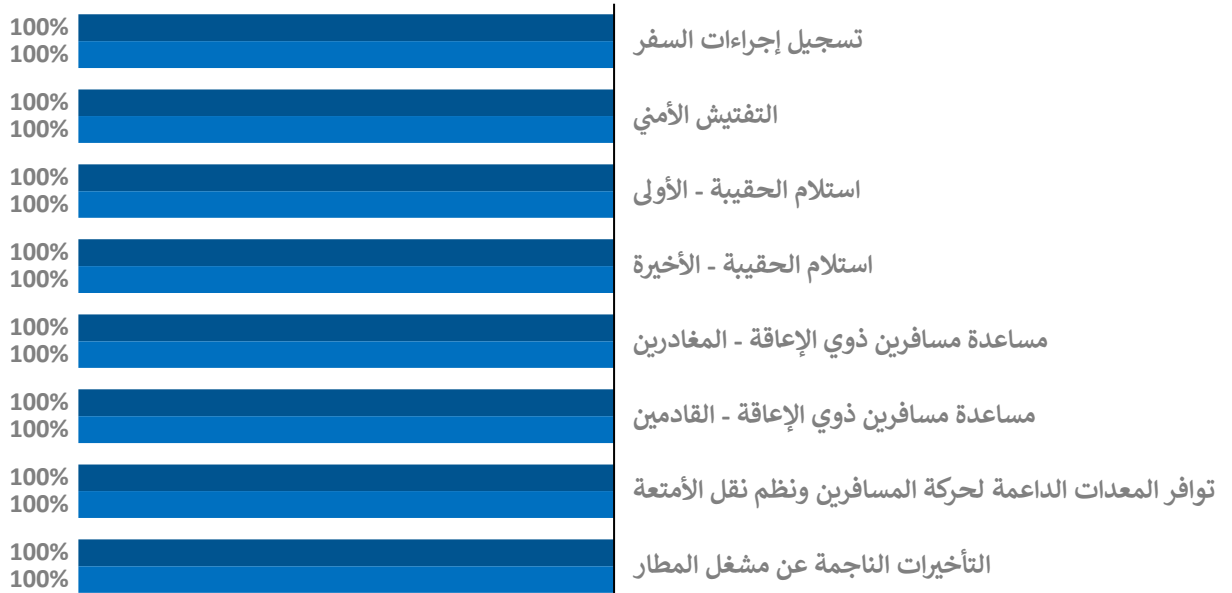 تسجيل إجراءات السفر
100%
100%
التفتيش الأمني
100%
100%
استلام الحقيبة - الأولى
100%
100%
استلام الحقيبة - الأخيرة
100%
100%
مساعدة مسافرين ذوي الإعاقة - المغادرين
100%
100%
مساعدة مسافرين ذوي الإعاقة - القادمين
100%
100%
توافر المعدات الداعمة لحركة المسافرين ونظم نقل الأمتعة
100%
100%
التأخيرات الناجمة عن مشغل المطار
100%
100%